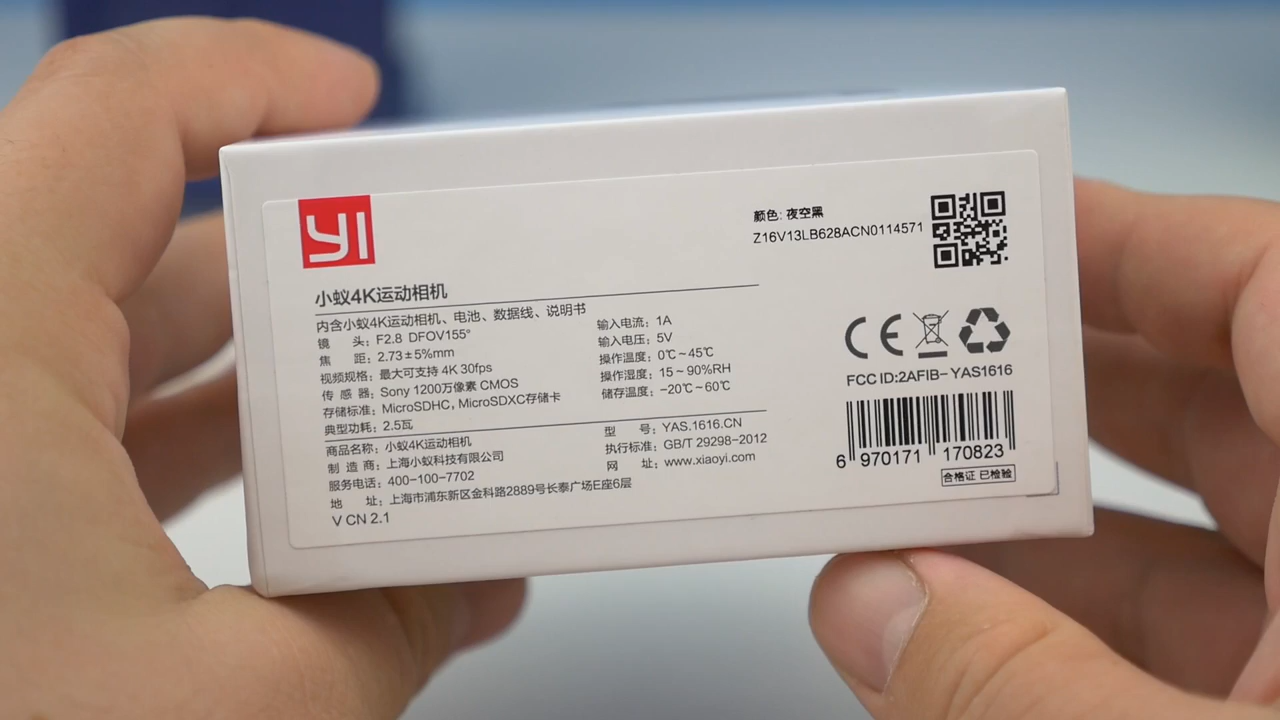 YI
颜色: 夜空黑
Z16V13LB628ACN0114571
小蚁4K运动相机
内含小蚁4K运动相机、电池、数据线、说明书
镜 头: F2.8 DFOV155°
焦 距: 2.73±5%mm
视频规格: 最大可支持 4K 30fps
传 感 器: Sony 1200万像素 CMOS
存储标准: MicroSDHC, MicroSDXC存储卡
典型功耗: 2.5瓦
输入电流: 1A
输入电压: 5V
操作温度: 0℃~45℃
操作湿度: 15~90%RH
储存温度: -20℃~60℃
商品名称: 小蚁4K运动相机
制 造 商: 上海小蚁科技有限公司
服务电话: 400-100-7702
地 址: 上海市浦东新区金科路2889号长泰广场E座6层
V CN 2.1
型 号: YAS.1616.CN
执行标准: GB/T 29298-2012
网 址: www.xiaoyi.com
CE
FCC ID:2AFIB-YAS1616
6 970171 170823
合格证 已检验